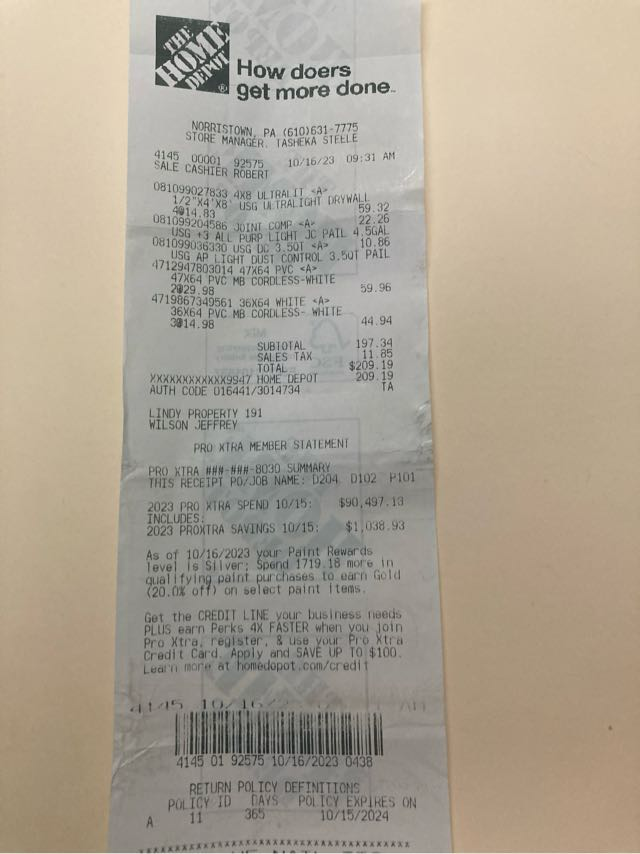 THE
HOME
DEPOT
How doers
get more done
NORRISTOWN, PA (610)631-7775
STORE MANAGER. TASHEKA STEELE
4145 00001 92575 10/16/23 09:31 AM
SALE CASHIER ROBERT
081099027833 4X8 ULTRALIT <A>
1/2"X4'X8' USG ULTRALIGHT DRYWALL
4@14.83 59.32
081099204586 JOINT COMP <A> 22.26
USG +3 ALL PURP LIGHT JC PAIL 4.5GAL
081099036330 USG DC 3.5QT <A> 10.86
USG AP LIGHT DUST CONTROL 3.5QT PAIL
4712947803014 47X64 PVC <A>
47X64 PVC MB CORDLESS-WHITE
2@29.98 59.96
4719867349561 36X64 WHITE <A>
36X64 PVC MB CORDLESS- WHITE
3@14.98 44.94
SUBTOTAL 197.34
SALES TAX 11.85
TOTAL $209.19
XXXXXXXXXXXX9947 HOME DEPOT 209.19
AUTH CODE 016441/3014734 TA
LINDY PROPERTY 191
WILSON JEFFREY
PRO XTRA MEMBER STATEMENT
PRO XTRA ###-###-8030 SUMMARY
THIS RECEIPT PO/JOB NAME: D204 D102 P101
2023 PRO XTRA SPEND 10/15: $90,497.13
INCLUDES:
2023 PROXTRA SAVINGS 10/15: $1,038.93
As of 10/16/2023 your Paint Rewards
level is Silver; Spend 1719.18 more in
qualifying paint purchases to earn Gold
(20.0% off) on select paint items.
Get the CREDIT LINE your business needs
PLUS earn Perks 4X FASTER when you join
Pro Xtra, register, & use your Pro Xtra
Credit Card. Apply and SAVE UP TO $100.
Learn more at homedepot.com/credit
4145 01 92575 10/16/2023 0438
RETURN POLICY DEFINITIONS
POLICY ID DAYS POLICY EXPIRES ON
A 11 365 10/15/2024